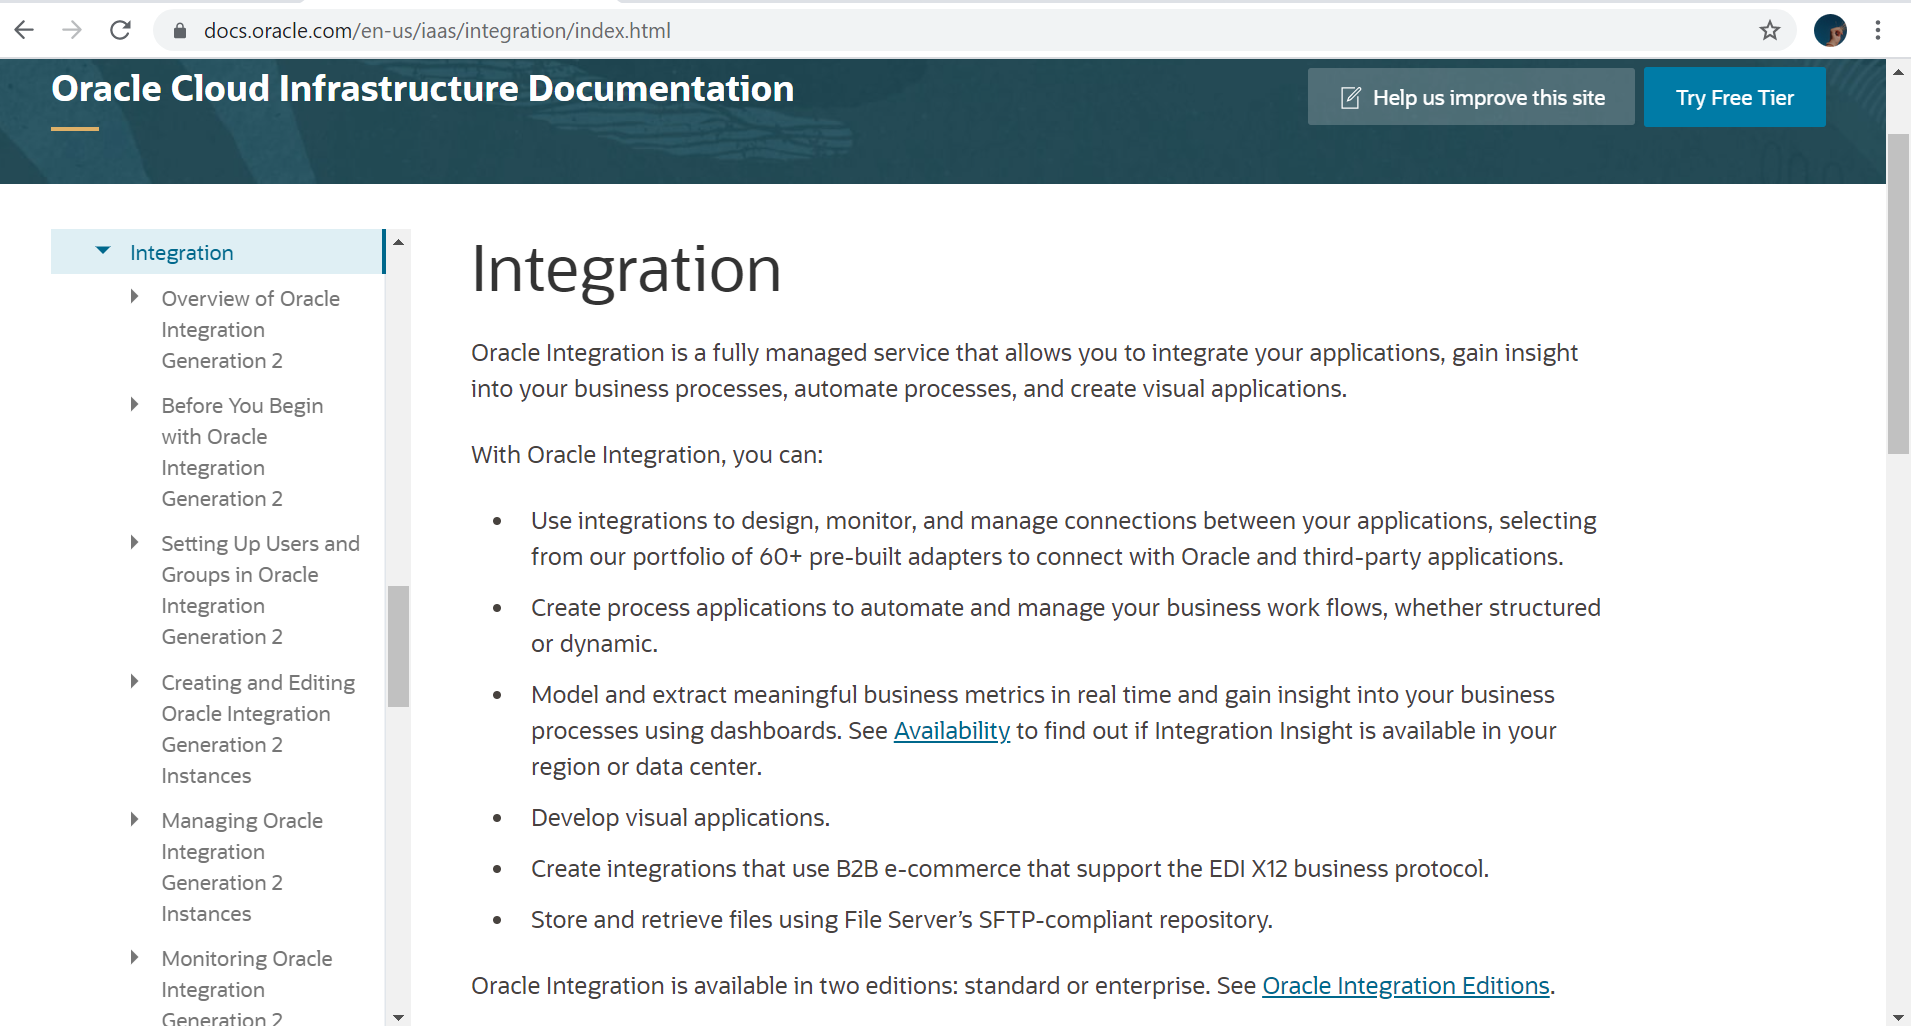 docs.oracle.com/en-us/iaas/integration/index.html
Oracle Cloud Infrastructure Documentation
Help us improve this site
Try Free Tier
Integration
Overview of Oracle
Integration
Generation 2
Before You Begin
with Oracle
Integration
Generation 2
Setting Up Users and
Groups in Oracle
Integration
Generation 2
Creating and Editing
Oracle Integration
Generation 2
Instances
Managing Oracle
Integration
Generation 2
Instances
Monitoring Oracle
Integration
Generation 2
Integration
Oracle Integration is a fully managed service that allows you to integrate your applications, gain insight
into your business processes, automate processes, and create visual applications.
With Oracle Integration, you can:
• Use integrations to design, monitor, and manage connections between your applications, selecting
from our portfolio of 60+ pre-built adapters to connect with Oracle and third-party applications.
• Create process applications to automate and manage your business work flows, whether structured
or dynamic.
• Model and extract meaningful business metrics in real time and gain insight into your business
processes using dashboards. See Availability to find out if Integration Insight is available in your
region or data center.
• Develop visual applications.
• Create integrations that use B2B e-commerce that support the EDI X12 business protocol.
• Store and retrieve files using File Server’s SFTP-compliant repository.
Oracle Integration is available in two editions: standard or enterprise. See Oracle Integration Editions.